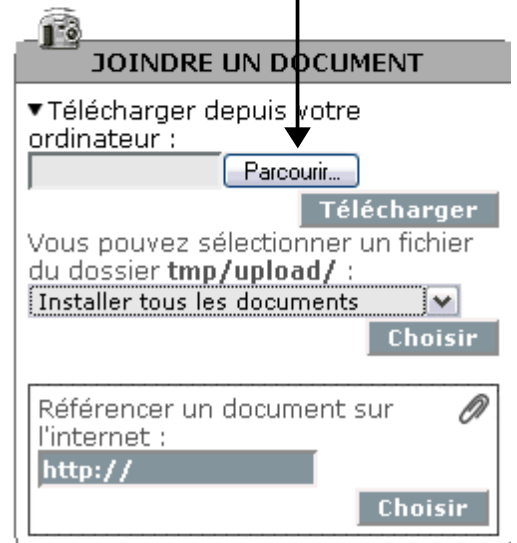 JOINDRE UN DOCUMENT
▼Télécharger depuis votre
ordinateur :
Parcourir...
Télécharger
Vous pouvez sélectionner un fichier
du dossier tmp/upload/ :
Installer tous les documents
Choisir
Référencer un document sur
l'internet :
http://
Choisir